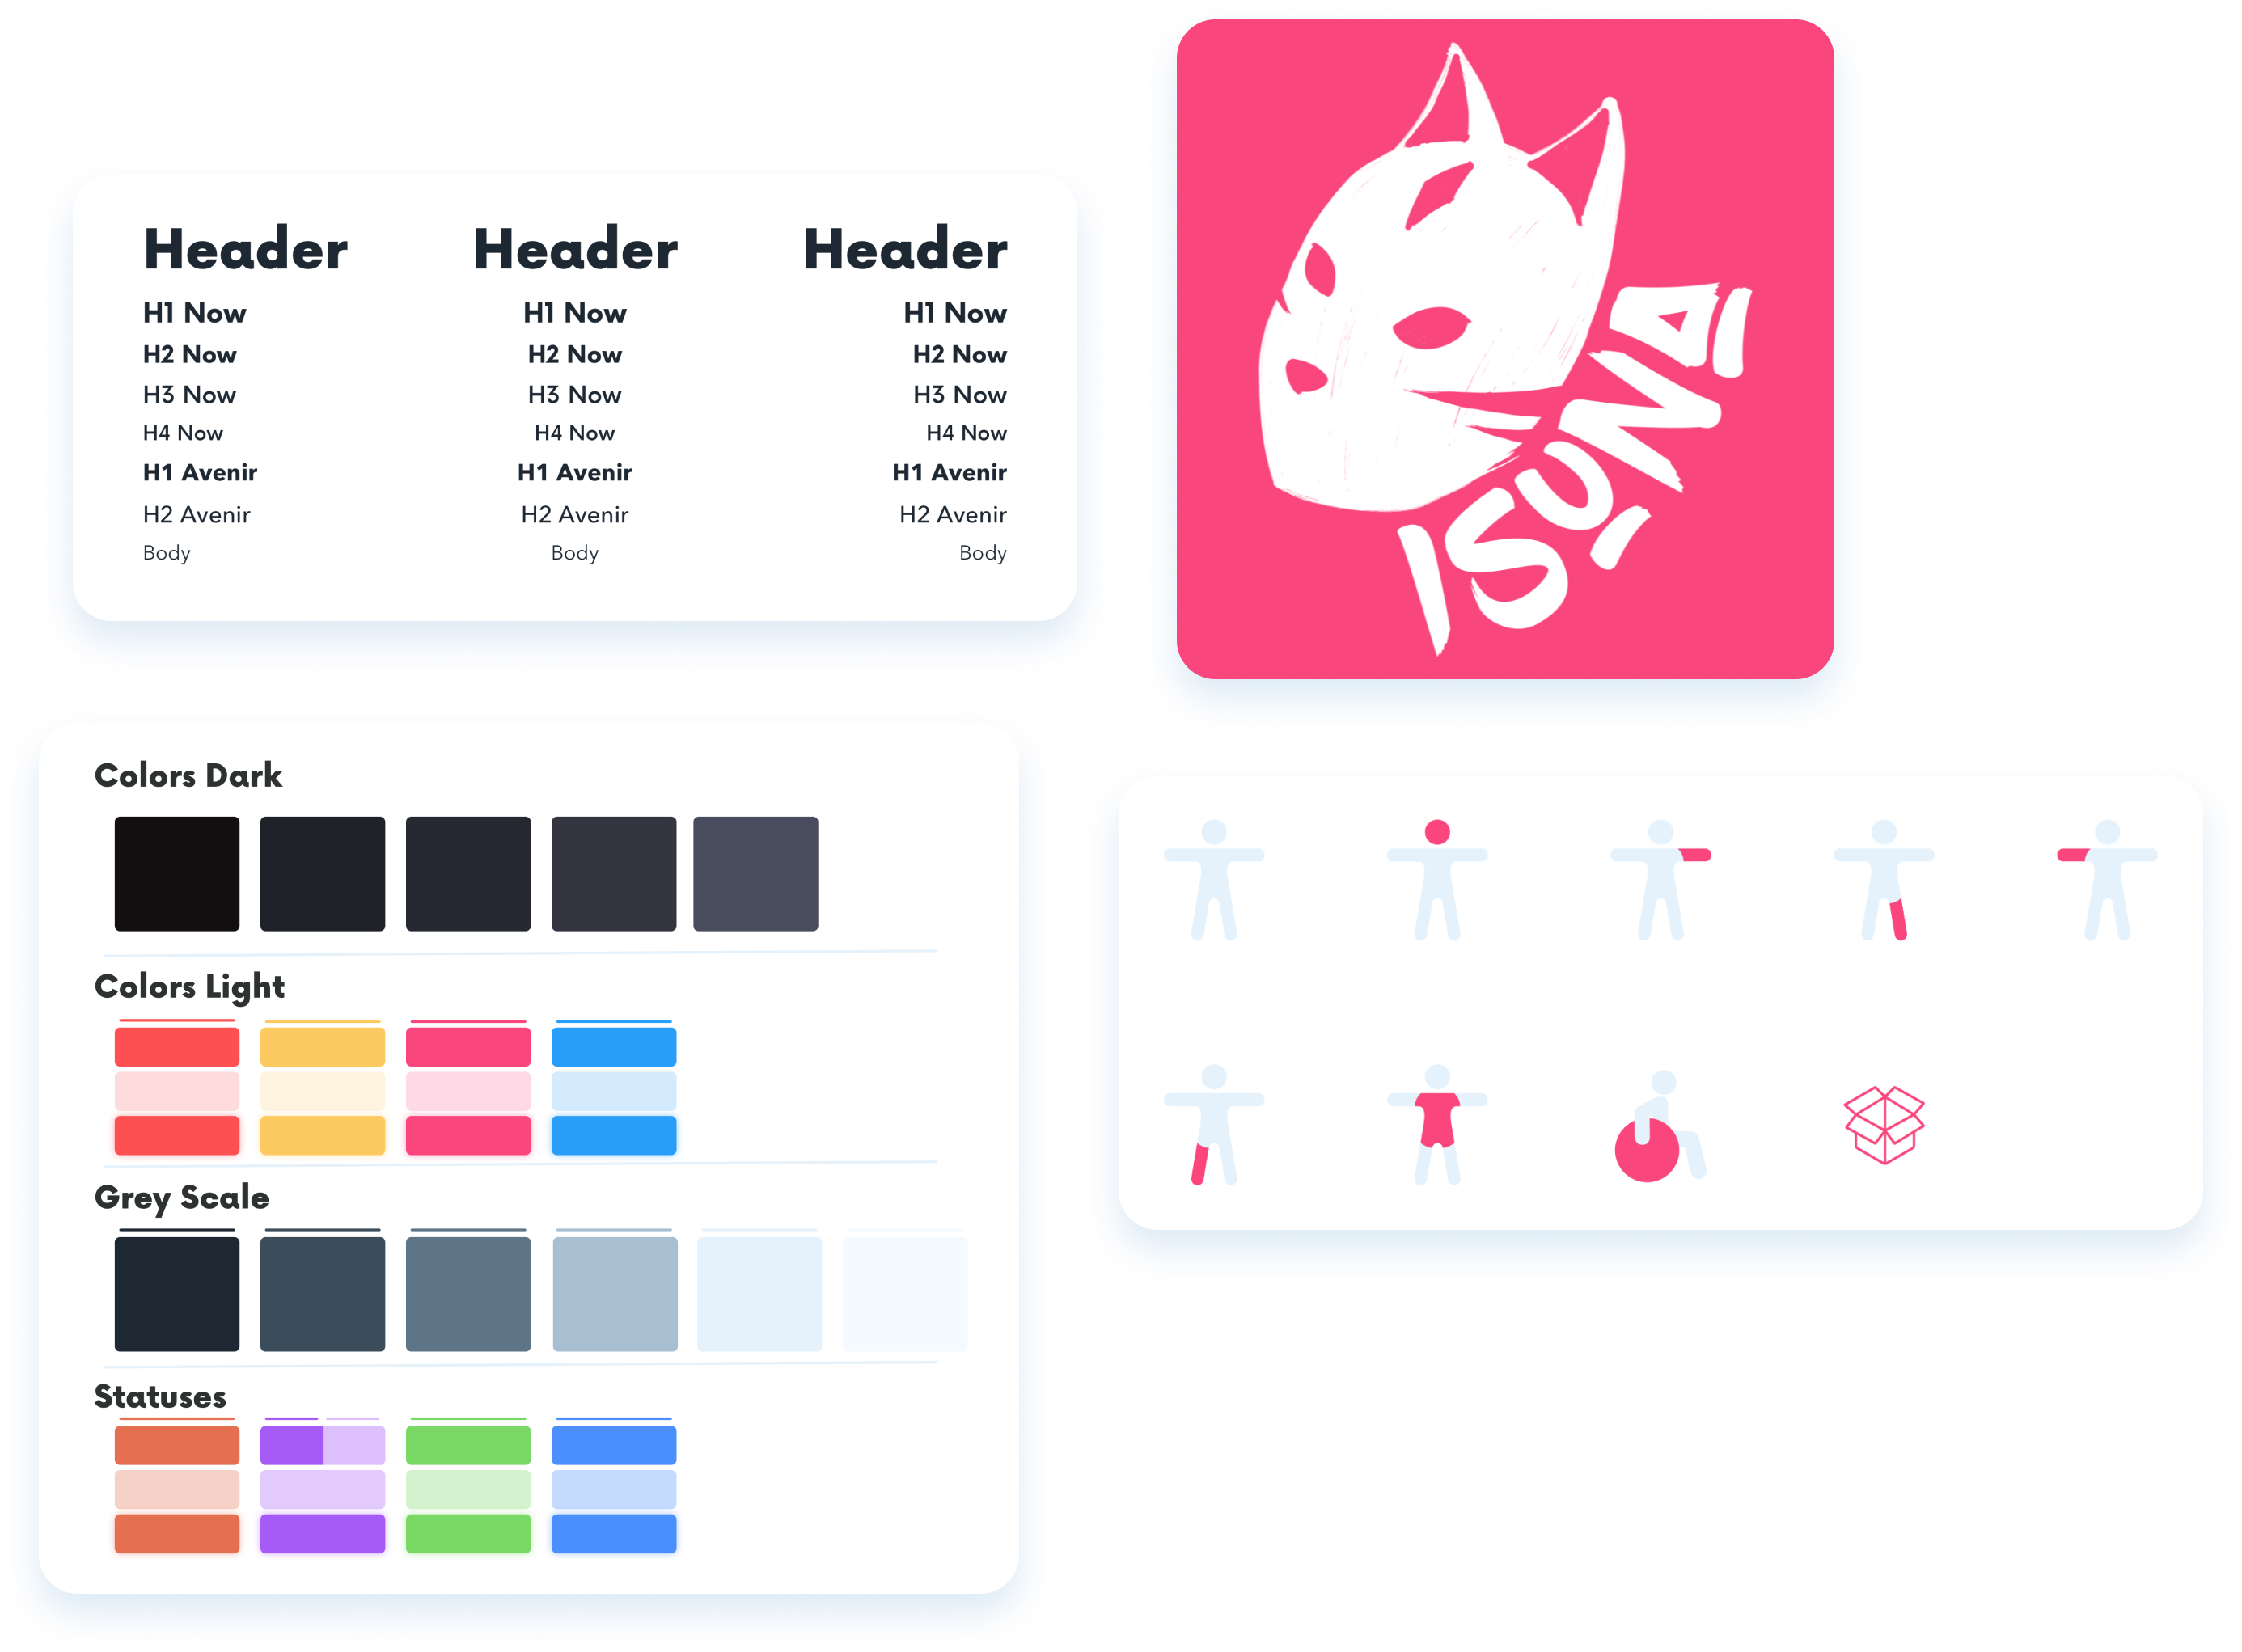 Header Header Header
H1 Now H1 Now H1 Now
H2 Now H2 Now H2 Now
H3 Now H3 Now H3 Now
H4 Now H4 Now H4 Now
H1 Avenir H1 Avenir H1 Avenir
H2 Avenir H2 Avenir H2 Avenir
Body Body Body
ISUNA
Colors Dark
Colors Light
Grey Scale
Statuses